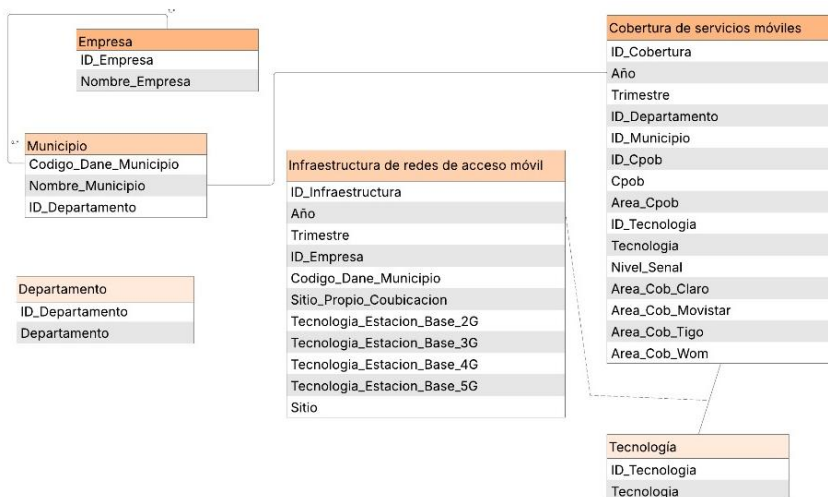 Empresa
ID_Empresa
Nombre_Empresa
Municipio
Codigo_Dane_Municipio
Nombre_Municipio
ID_Departamento
Departamento
ID_Departamento
Departamento
Infraestructura de redes de acceso móvil
ID_Infraestructura
Año
Trimestre
ID_Empresa
Codigo_Dane_Municipio
Sitio_Propio_Coubicacion
Tecnologia_Estacion_Base_2G
Tecnologia_Estacion_Base_3G
Tecnologia_Estacion_Base_4G
Tecnologia_Estacion_Base_5G
Sitio
Cobertura de servicios móviles
ID_Cobertura
Año
Trimestre
ID_Departamento
ID_Municipio
ID_Cpob
Cpob
Area_Cpob
ID_Tecnologia
Tecnologia
Nivel_Senal
Area_Cob_Claro
Area_Cob_Movistar
Area_Cob_Tigo
Area_Cob_Wom
Tecnología
ID_Tecnologia
Tecnologia